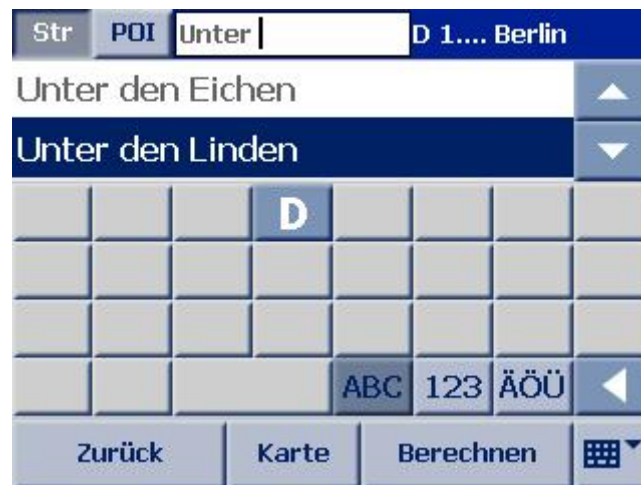 Str POI Unter D 1.... Berlin
Unter den Eichen
Unter den Linden
D
ABC 123 ÄÖÜ
Zurück Karte Berechnen